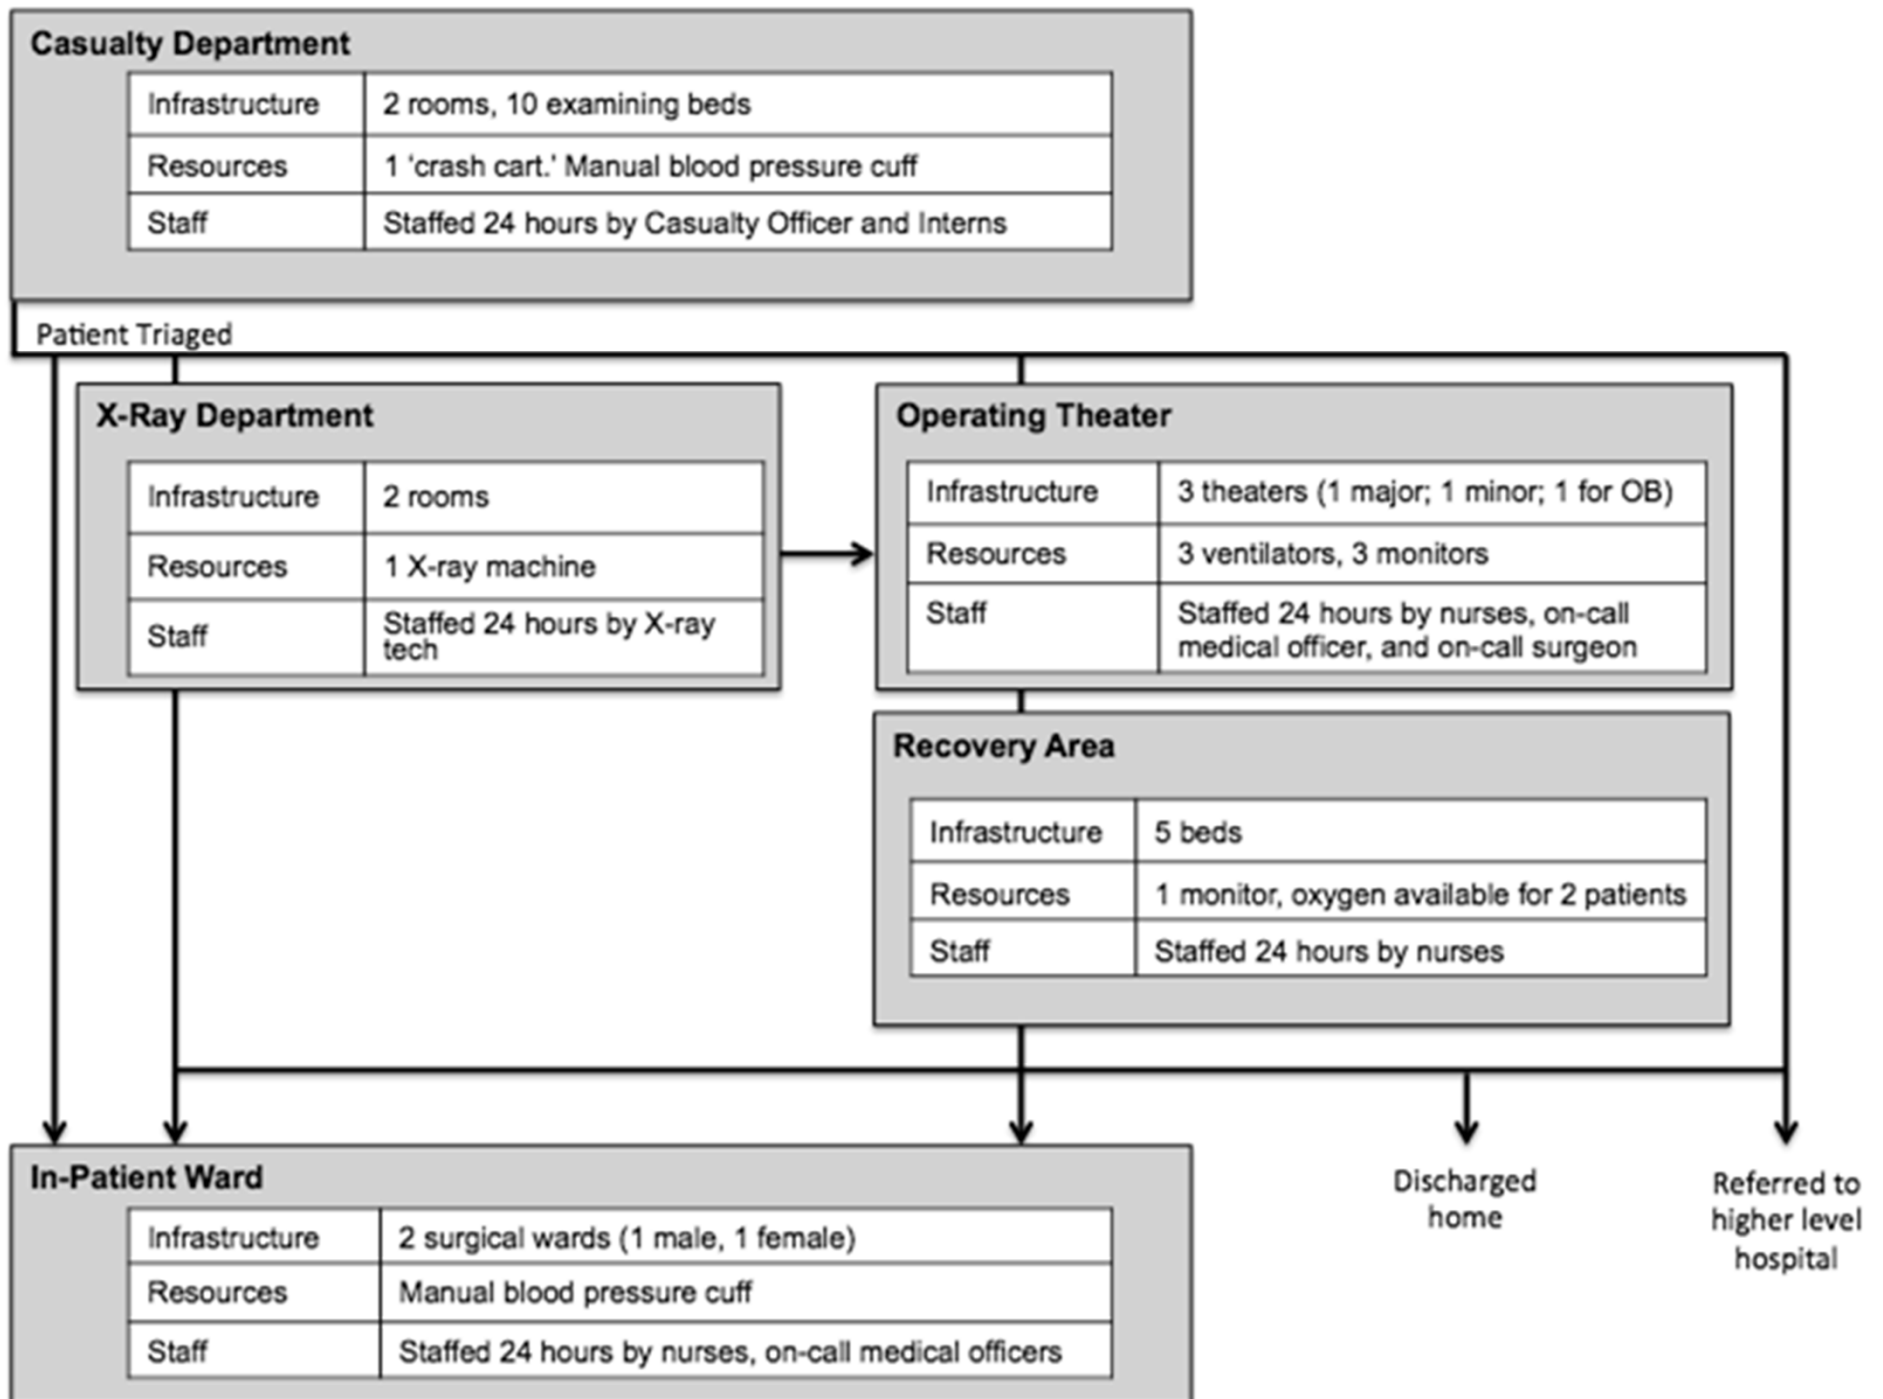 Casualty Department
Infrastructure 2 rooms, 10 examining beds
Resources 1 ‘crash cart.’ Manual blood pressure cuff
Staff Staffed 24 hours by Casualty Officer and Interns
Patient Triaged
X-Ray Department
Infrastructure 2 rooms
Resources 1 X-ray machine
Staff Staffed 24 hours by X-ray
tech
Operating Theater
Infrastructure 3 theaters (1 major; 1 minor; 1 for OB)
Resources 3 ventilators, 3 monitors
Staff Staffed 24 hours by nurses, on-call
medical officer, and on-call surgeon
Recovery Area
Infrastructure 5 beds
Resources 1 monitor, oxygen available for 2 patients
Staff Staffed 24 hours by nurses
In-Patient Ward
Infrastructure 2 surgical wards (1 male, 1 female)
Resources Manual blood pressure cuff
Staff Staffed 24 hours by nurses, on-call medical officers
Discharged
home
Referred to
higher level
hospital